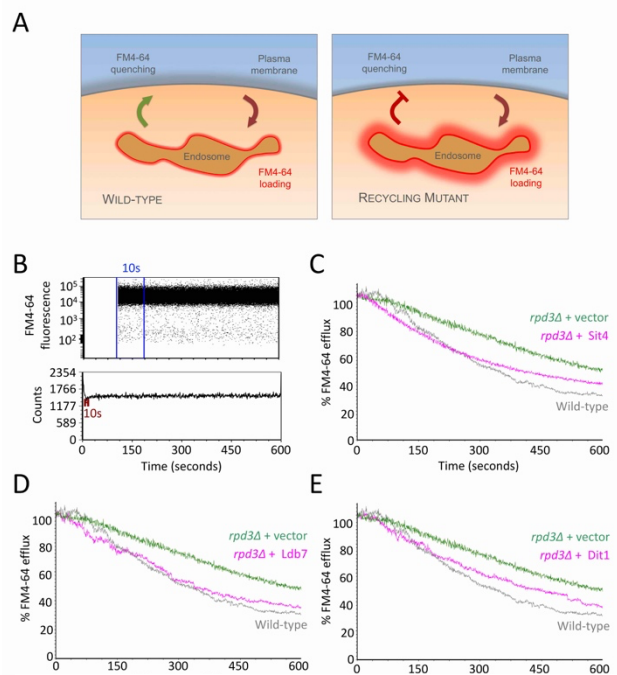 A
FM4-64
quenching
Plasma
membrane
Endosome
FM4-64
loading
WILD-TYPE
FM4-64
quenching
Plasma
membrane
Endosome
FM4-64
loading
RECYCLING MUTANT
B
10s
FM4-64
fluorescence
10⁵
10⁴
10³
10²
Counts
2354
1766
1177
589
0
10s
0 150 300 450 600
Time (seconds)
C
% FM4-64 efflux
100
80
60
40
20
0
rpd3Δ + vector
rpd3Δ + Sit4
Wild-type
0 150 300 450 600
Time (seconds)
D
% FM4-64 efflux
100
80
60
40
20
0
rpd3Δ + vector
rpd3Δ + Ldb7
Wild-type
0 150 300 450 600
Time (seconds)
E
% FM4-64 efflux
100
80
60
40
20
0
rpd3Δ + vector
rpd3Δ + Dit1
Wild-type
0 150 300 450 600
Time (seconds)